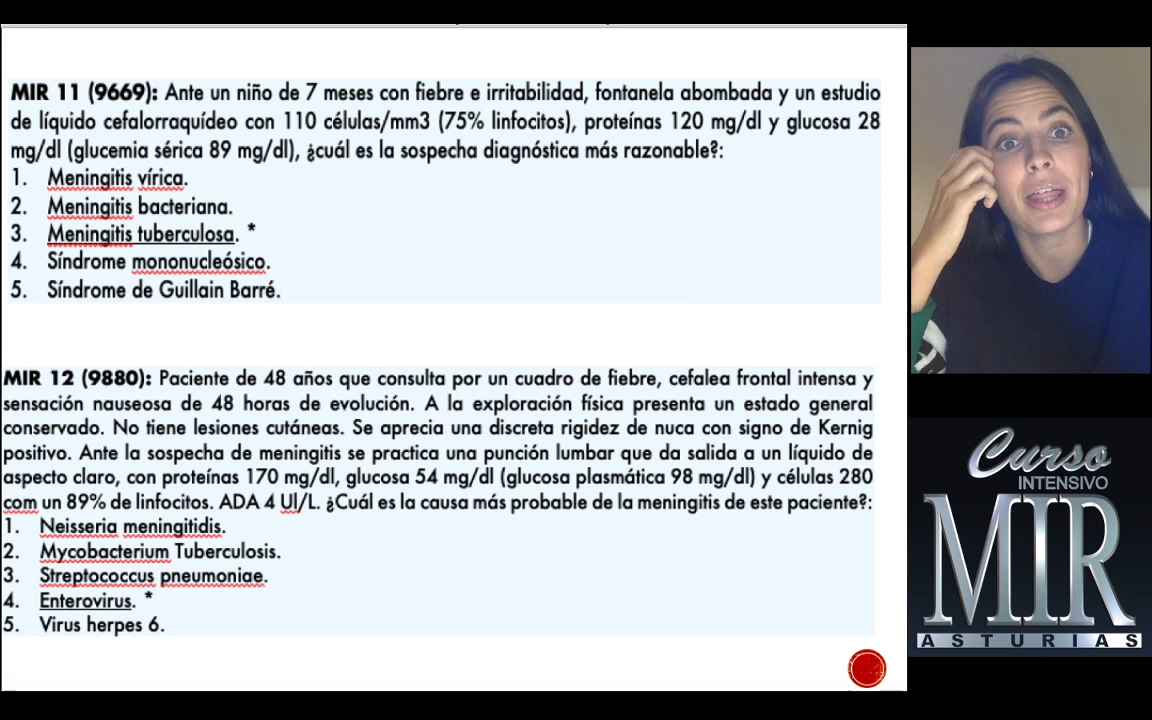 MIR 11 (9669): Ante un niño de 7 meses con fiebre e irritabilidad, fontanela abombada y un estudio
de líquido cefalorraquídeo con 110 células/mm3 (75% linfocitos), proteínas 120 mg/dl y glucosa 28
mg/dl (glucemia sérica 89 mg/dl), ¿cuál es la sospecha diagnóstica más razonable?:
1. Meningitis vírica.
2. Meningitis bacteriana.
3. Meningitis tuberculosa. *
4. Síndrome mononucleósico.
5. Síndrome de Guillain Barré.
MIR 12 (9880): Paciente de 48 años que consulta por un cuadro de fiebre, cefalea frontal intensa y
sensación nauseosa de 48 horas de evolución. A la exploración física presenta un estado general
conservado. No tiene lesiones cutáneas. Se aprecia una discreta rigidez de nuca con signo de Kernig
positivo. Ante la sospecha de meningitis se practica una punción lumbar que da salida a un líquido de
aspecto claro, con proteínas 170 mg/dl, glucosa 54 mg/dl (glucosa plasmática 98 mg/dl) y células 280
com un 89% de linfocitos. ADA 4 UI/L. ¿Cuál es la causa más probable de la meningitis de este paciente?:
1. Neisseria meningitidis.
2. Mycobacterium Tuberculosis.
3. Streptococcus pneumoniae.
4. Enterovirus. *
5. Virus herpes 6.
Curso
INTENSIVO
MIR
ASTURIAS